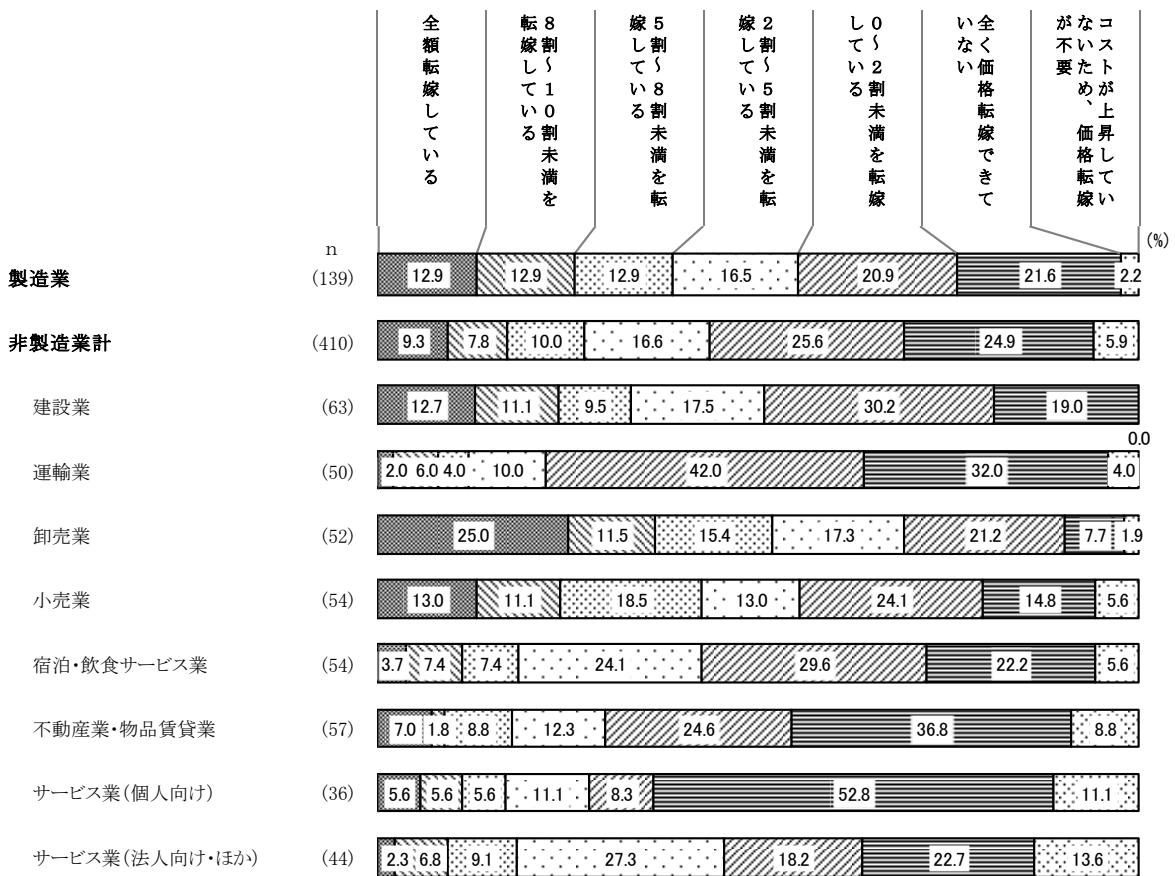 全額転嫁している
8割～10割未満を
転嫁している
5割～8割未満を転
嫁している
2割～5割未満を転
嫁している
0～2割未満を転嫁
している
全く価格転嫁できて
いない
コストが上昇してい
ないため、価格転嫁
が不要
(%)
n
製造業 (139) 12.9 12.9 12.9 16.5 20.9 21.6 2.2
非製造業計 (410) 9.3 7.8 10.0 16.6 25.6 24.9 5.9
建設業 (63) 12.7 11.1 9.5 17.5 30.2 19.0
0.0
運輸業 (50) 2.0 6.0 4.0 10.0 42.0 32.0 4.0
卸売業 (52) 25.0 11.5 15.4 17.3 21.2 7.7 1.9
小売業 (54) 13.0 11.1 18.5 13.0 24.1 14.8 5.6
宿泊・飲食サービス業 (54) 3.7 7.4 7.4 24.1 29.6 22.2 5.6
不動産業・物品賃貸業 (57) 7.0 1.8 8.8 12.3 24.6 36.8 8.8
サービス業(個人向け) (36) 5.6 5.6 5.6 11.1 8.3 52.8 11.1
サービス業(法人向け・ほか) (44) 2.3 6.8 9.1 27.3 18.2 22.7 13.6